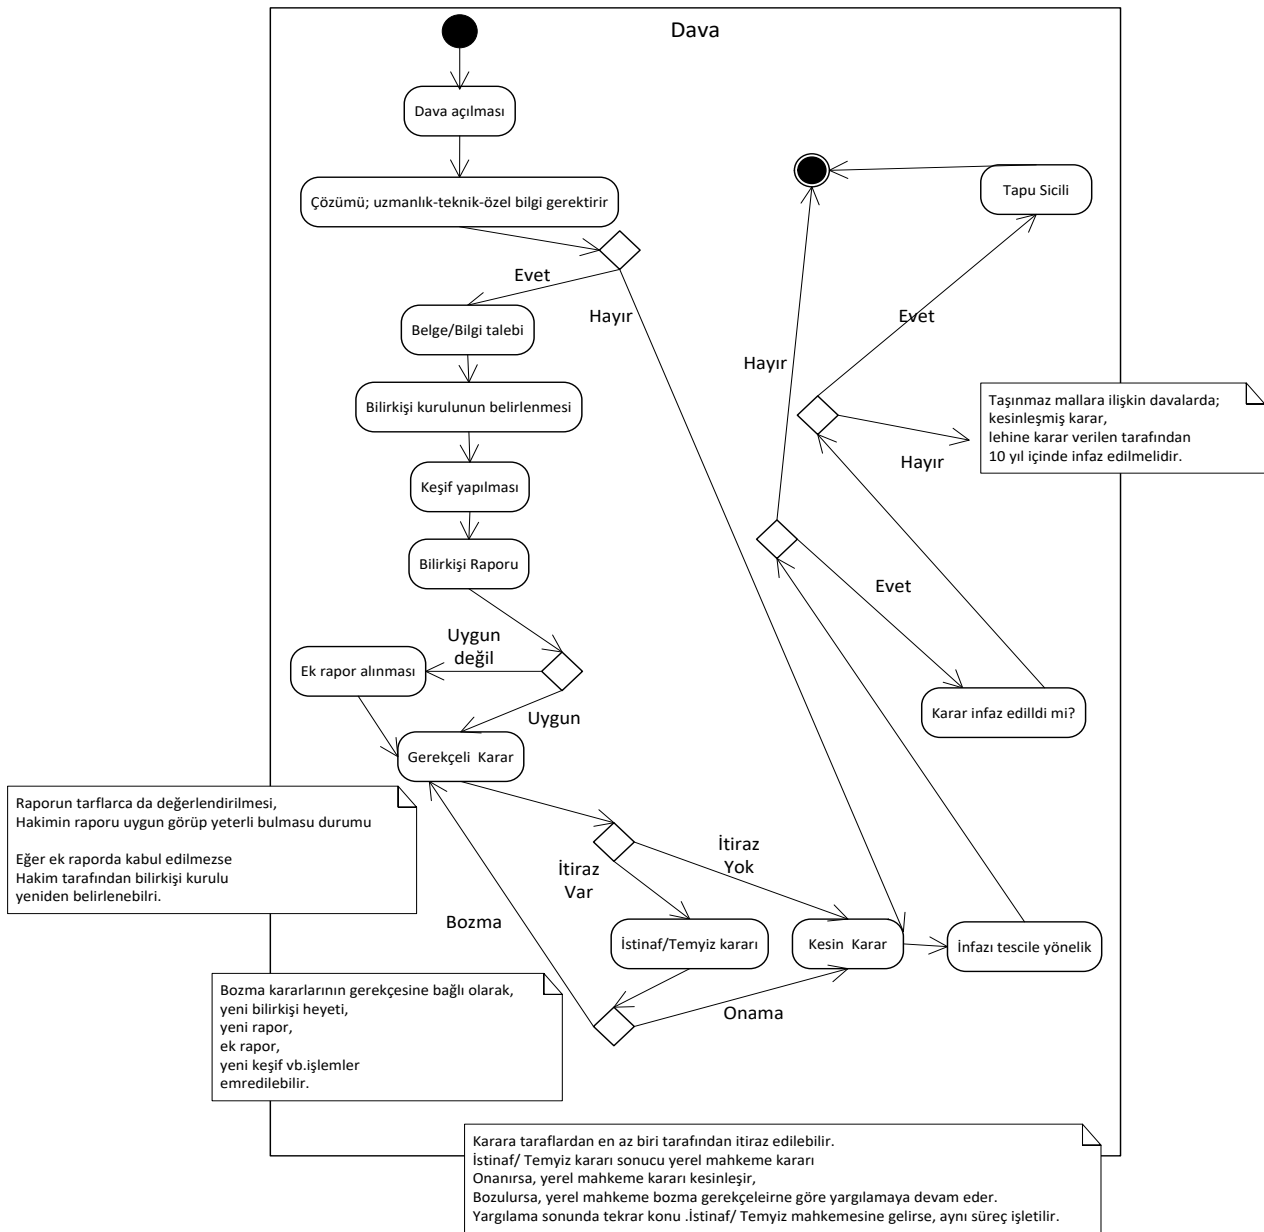 Dava
Dava açılması
Çözümü; uzmanlık-teknik-özel bilgi gerektirir
Evet
Hayır
Belge/Bilgi talebi
Bilirkişi kurulunun belirlenmesi
Keşif yapılması
Bilirkişi Raporu
Uygun
değil
Ek rapor alınması
Uygun
Gerekçeli  Karar
Raporun tarflarca da değerlendirilmesi,
Hakimin raporu uygun görüp yeterli bulması durumu
Eğer ek raporda kabul edilmezse
Hakim tarafından bilirkişi kurulu
yeniden belirlenebilri.
İtiraz
Yok
İtiraz
Var
Bozma
İstinaf/Temyiz kararı
Kesin  Karar
İnfazı tescile yönelik
Onama
Bozma kararlarının gerekçesine bağlı olarak,
yeni bilirkişi heyeti,
yeni rapor,
ek rapor,
yeni keşif vb.işlemler
emredilebilir.
Tapu Sicili
Evet
Hayır
Taşınmaz mallara ilişkin davalarda;
kesinleşmiş karar,
lehine karar verilen tarafından
10 yıl içinde infaz edilmelidir.
Hayır
Evet
Karar infaz edilldi mi?
Karara taraflardan en az biri tarafından itiraz edilebilir.
İstinaf/ Temyiz kararı sonucu yerel mahkeme kararı
Onanırsa, yerel mahkeme kararı kesinleşir,
Bozulursa, yerel mahkeme bozma gerekçeleirne göre yargılamaya devam eder.
Yargılama sonunda tekrar konu .İstinaf/ Temyiz mahkemesine gelirse, aynı süreç işletilir.